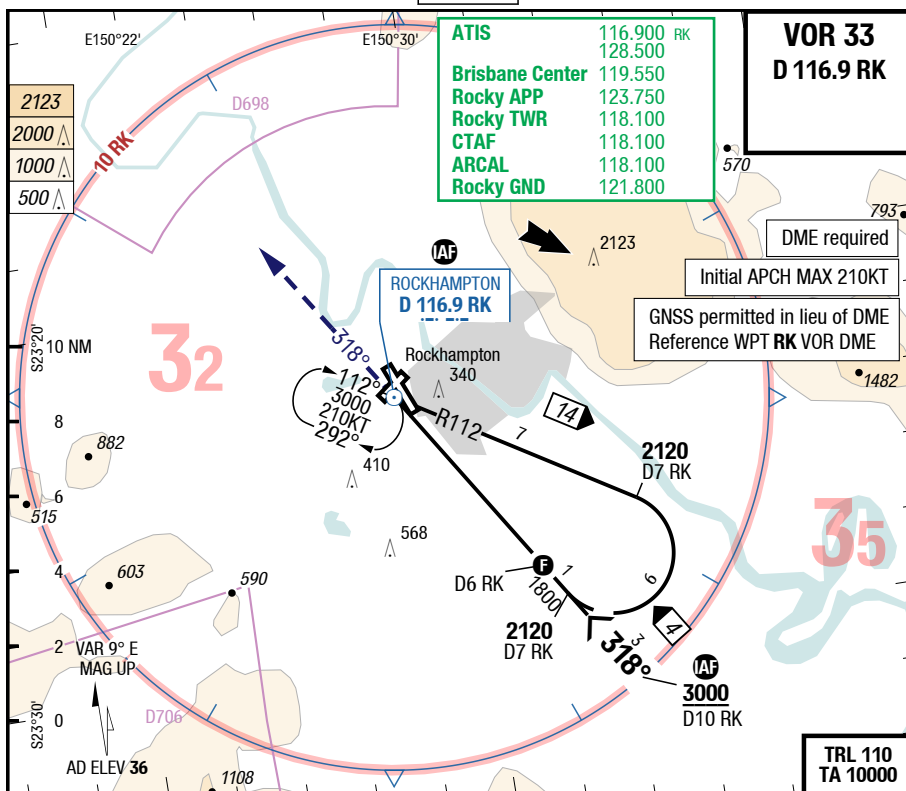 E150°22'
E150°30'
ATIS 116.900 RK
128.500
Brisbane Center 119.550
Rocky APP 123.750
Rocky TWR 118.100
CTAF 118.100
ARCAL 118.100
Rocky GND 121.800
VOR 33
D 116.9 RK
2123
2000
1000
500
D698
10 RK
570
793
2123
DME required
Initial APCH MAX 210KT
GNSS permitted in lieu of DME
Reference WPT RK VOR DME
1482
IAF
ROCKHAMPTON
D 116.9 RK
318°
S23°20'
10 NM
32
Rockhampton
340
112°
3000
210KT
292°
R112
7
14
8
882
410
2120
D7 RK
6
515
568
35
4
603
590
D6 RK
F
1
1800
6
2120
D7 RK
4
3
318°
IAF
3000
D10 RK
2
VAR 9° E
MAG UP
D706
0
S23°30'
AD ELEV 36
1108
TRL 110
TA 10000